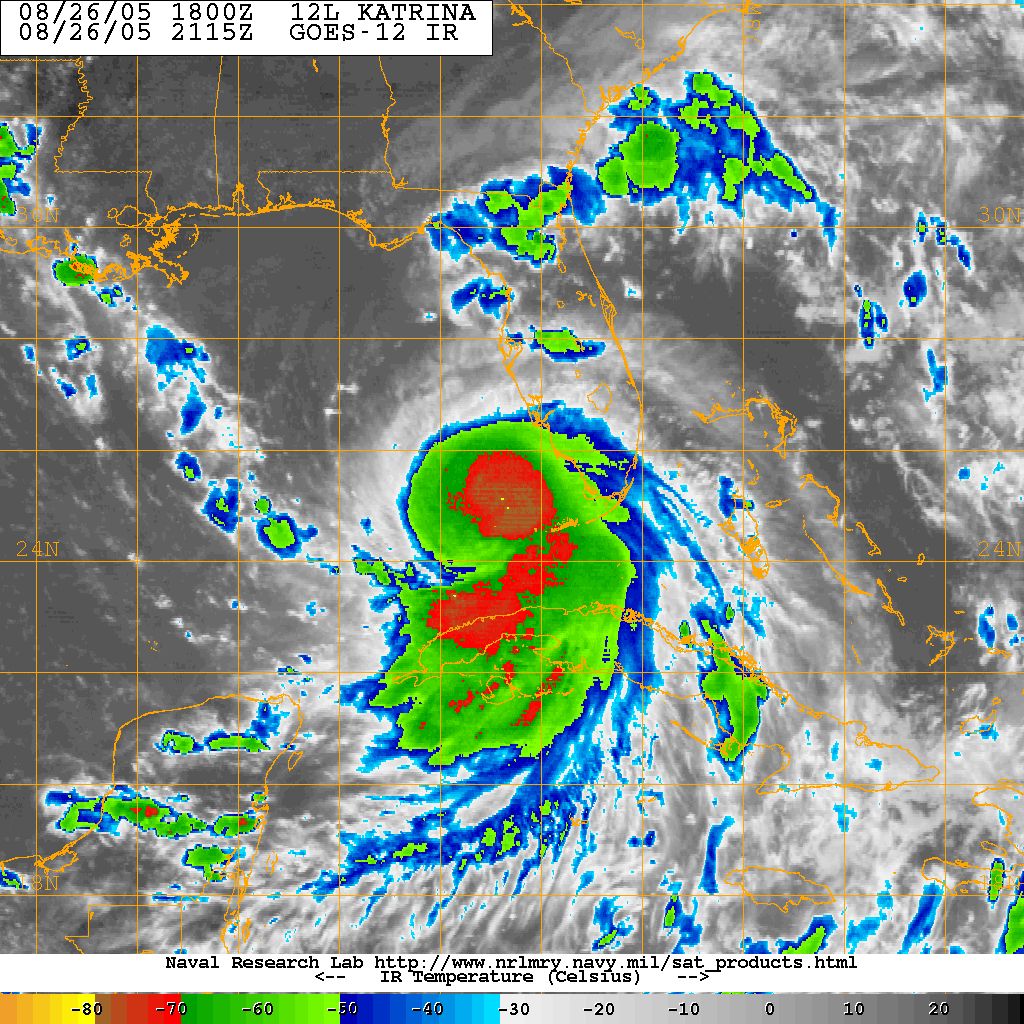 08/26/05 1800Z 12L KATRINA
08/26/05 2115Z GOES-12 IR
30N 30N
24N 24N
Naval Research Lab http://www.nrlmry.navy.mil/sat_products.html
<-- IR Temperature (Celsius) -->
-80 -70 -60 -50 -40 -30 -20 -10 0 10 20